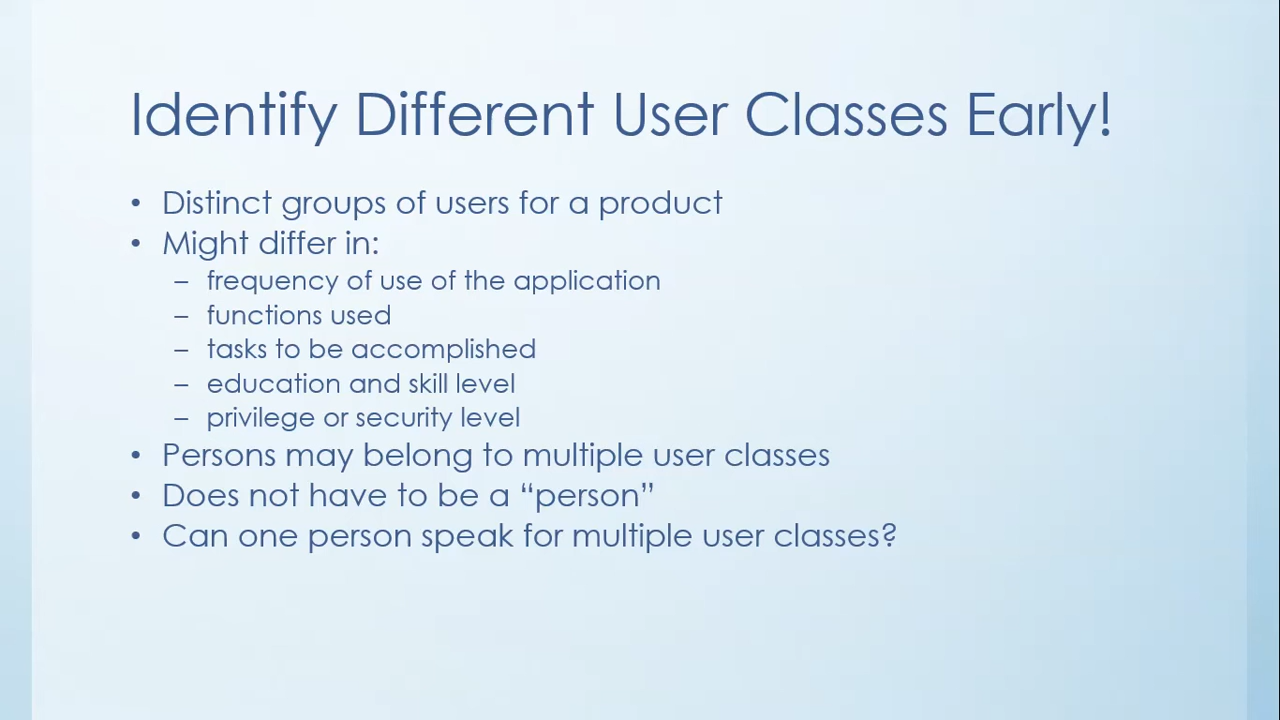 Identify Different User Classes Early!
• Distinct groups of users for a product
• Might differ in:
– frequency of use of the application
– functions used
– tasks to be accomplished
– education and skill level
– privilege or security level
• Persons may belong to multiple user classes
• Does not have to be a “person”
• Can one person speak for multiple user classes?